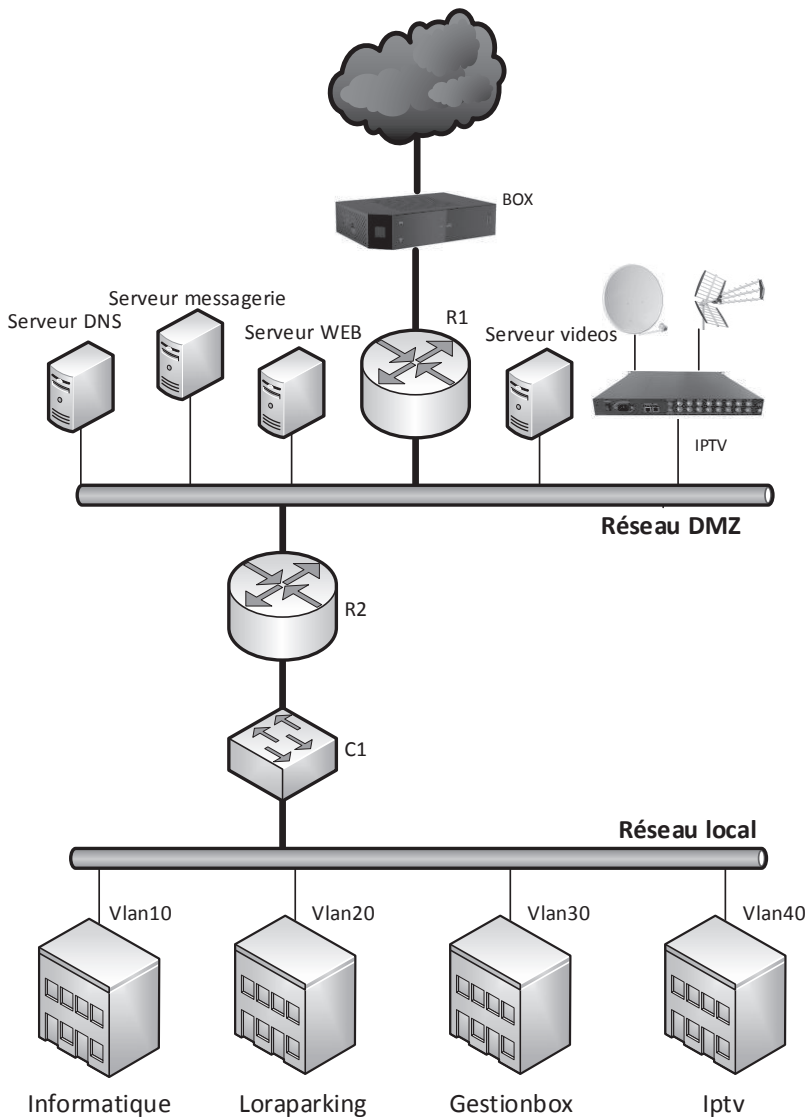 BOX
Serveur messagerie
Serveur DNS
Serveur WEB
R1
Serveur videos
IPTV
Réseau DMZ
R2
C1
Réseau local
Vlan10
Vlan20
Vlan30
Vlan40
Informatique
Loraparking
Gestionbox
Iptv